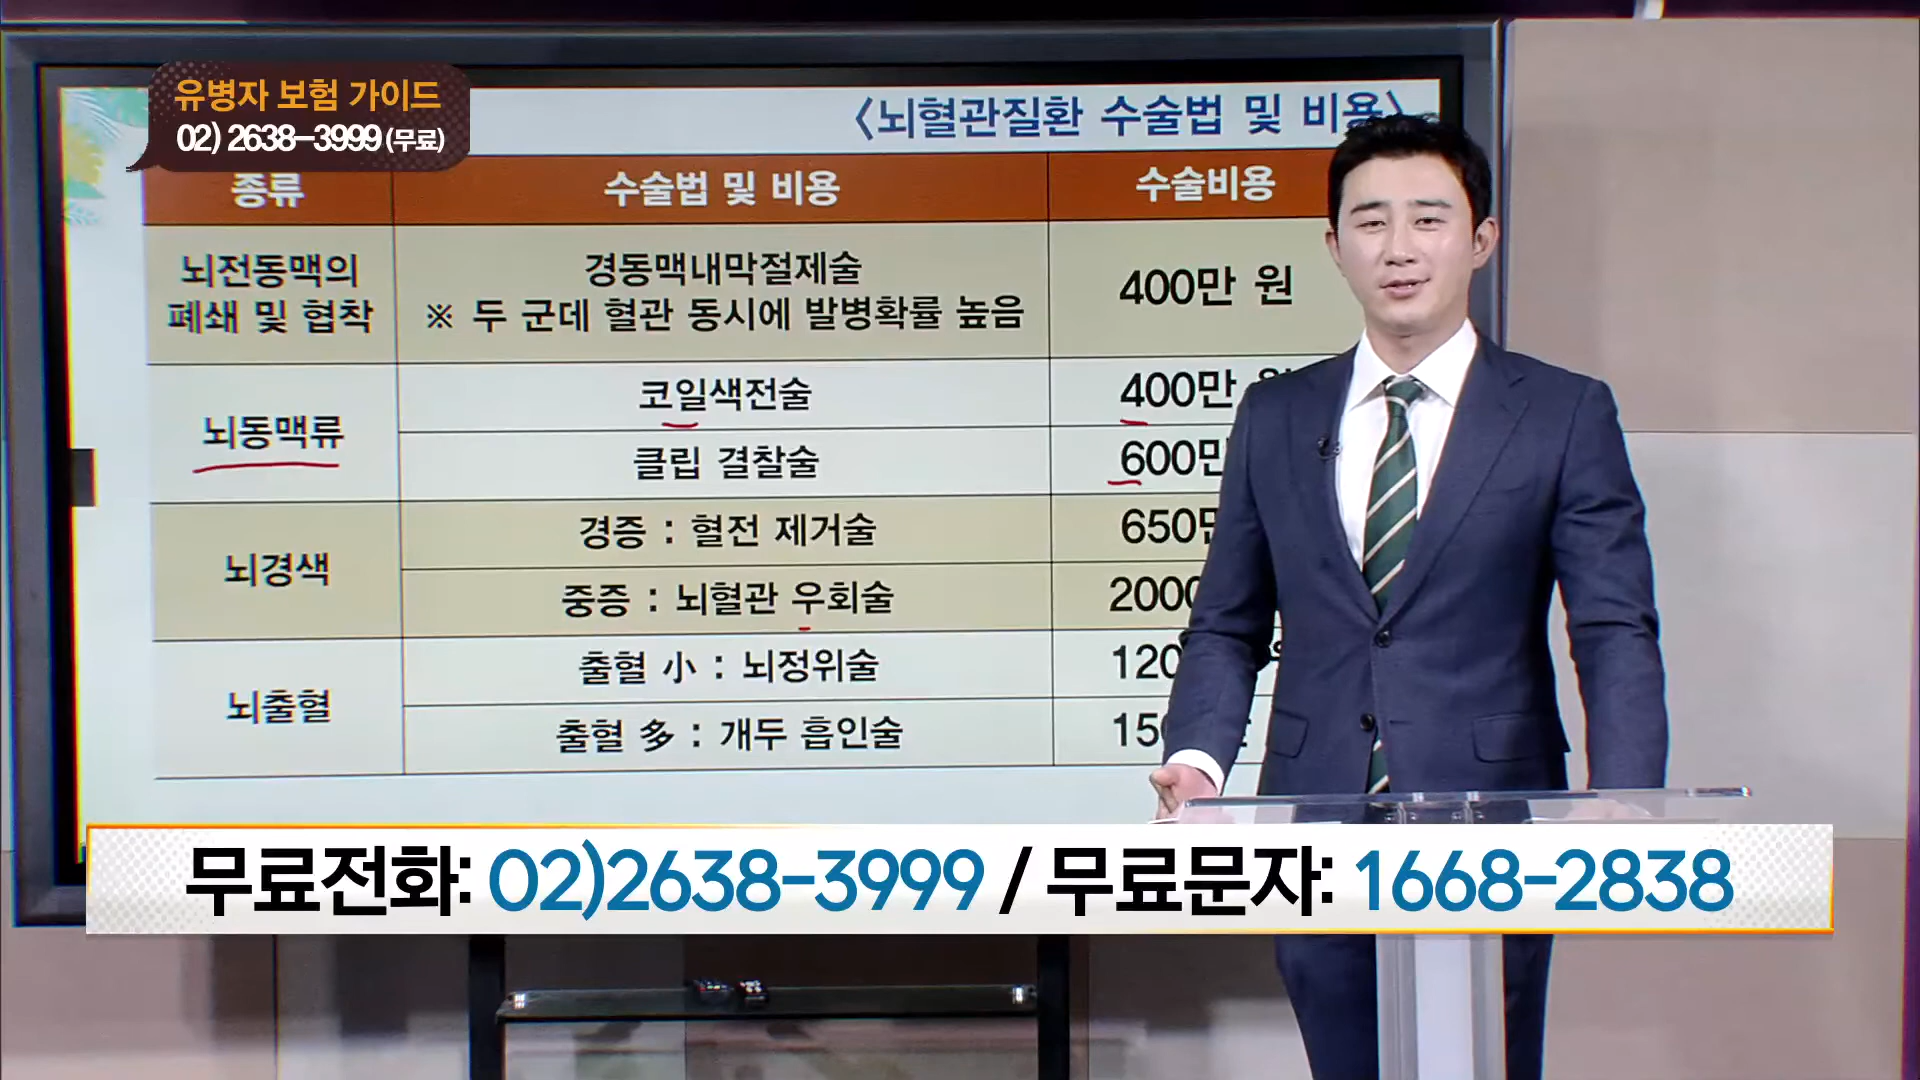 유병자 보험 가이드
02) 2638-3999 (무료)
<뇌혈관질환 수술법 및 비용>
종류
수술법 및 비용
수술비용
뇌전동맥의
폐쇄 및 협착
경동맥내막절제술
※ 두 군데 혈관 동시에 발병확률 높음
400만 원
뇌동맥류
코일색전술
400만
클립 결찰술
600만
뇌경색
경증 : 혈전 제거술
650만
중증 : 뇌혈관 우회술
2000
뇌출혈
출혈 小 : 뇌정위술
120
출혈 多 : 개두 흡인술
150
무료전화: 02)2638-3999 / 무료문자: 1668-2838